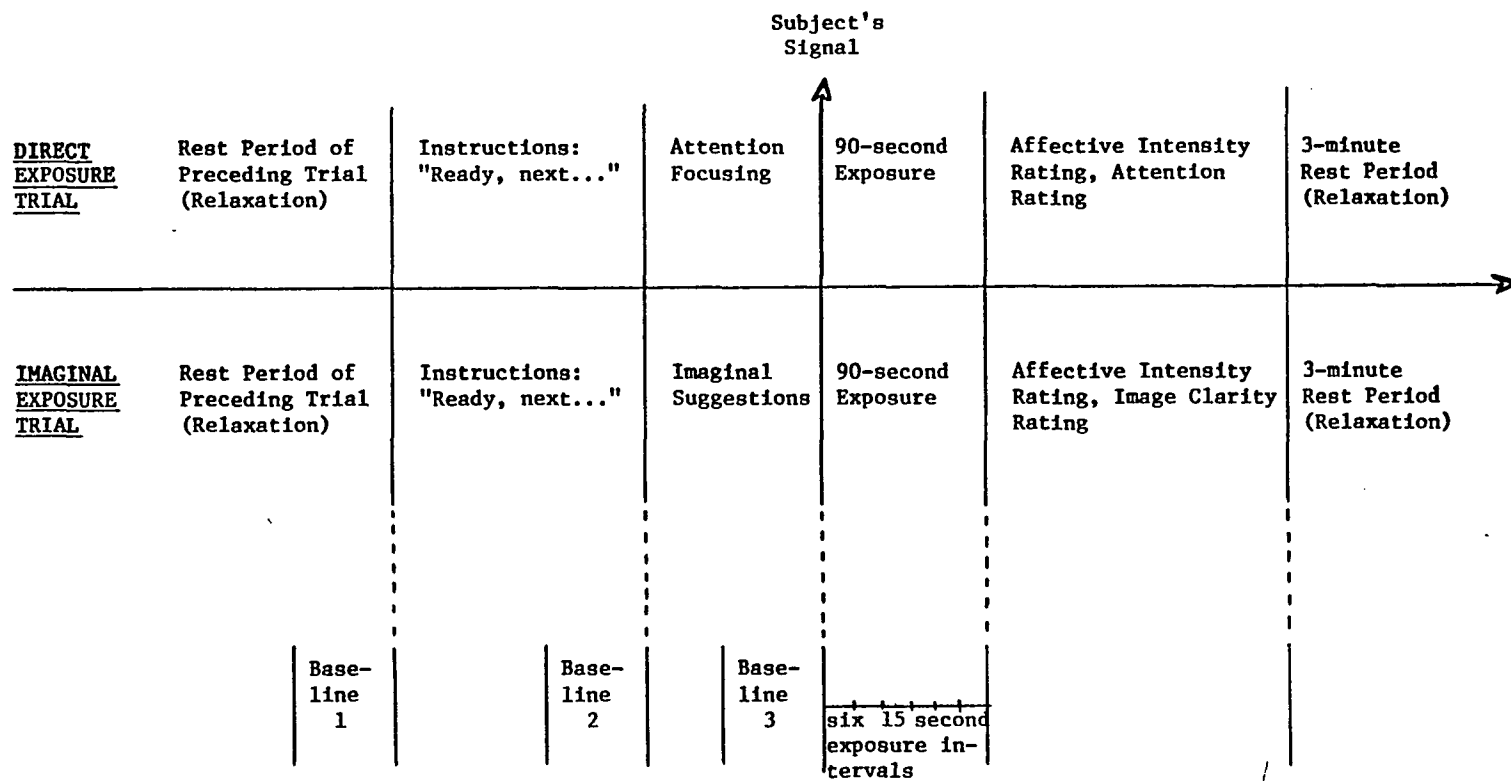 Subject's
Signal
DIRECT
EXPOSURE
TRIAL
Rest Period of
Preceding Trial
(Relaxation)
Instructions:
"Ready, next..."
Attention
Focusing
90-second
Exposure
Affective Intensity
Rating, Attention
Rating
3-minute
Rest Period
(Relaxation)
IMAGINAL
EXPOSURE
TRIAL
Rest Period of
Preceding Trial
(Relaxation)
Instructions:
"Ready, next..."
Imaginal
Suggestions
90-second
Exposure
Affective Intensity
Rating, Image Clarity
Rating
3-minute
Rest Period
(Relaxation)
Base-
line
1
Base-
line
2
Base-
line
3
six 15 second
exposure in-
tervals